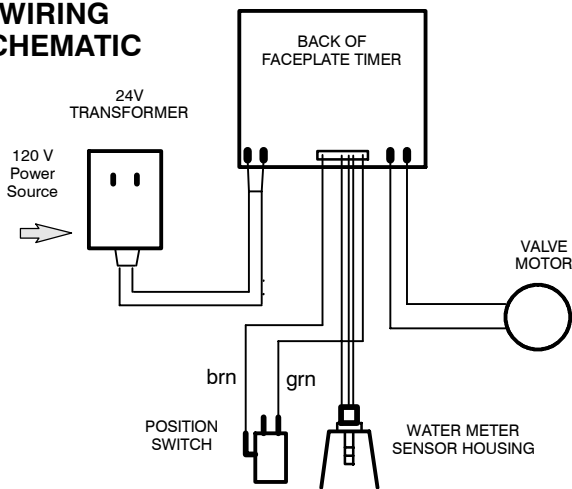 WIRING
CHEMATIC
BACK OF
FACEPLATE TIMER
24V
TRANSFORMER
120 V
Power
Source
VALVE
MOTOR
brn
grn
POSITION
SWITCH
WATER METER
SENSOR HOUSING